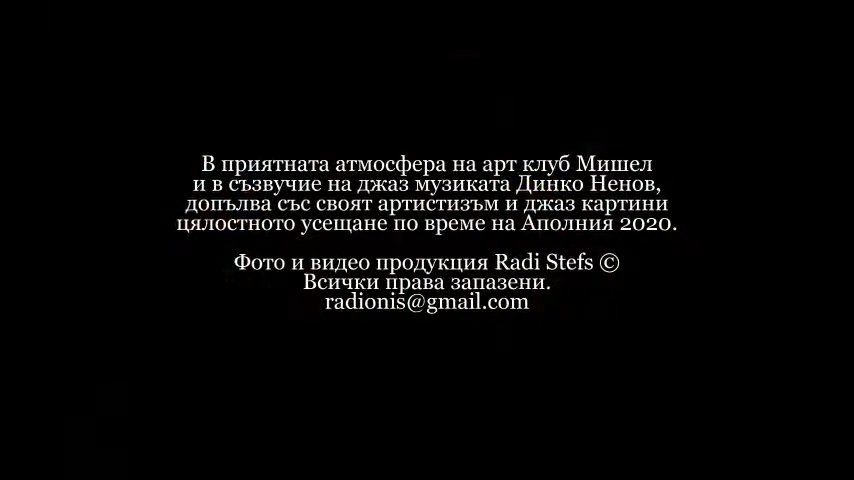 В приятната атмосфера на арт клуб Мишел
и в съзвучие на джаз музиката Динко Ненов,
допълва със своят артистизъм и джаз картини
цялостното усещане по време на Аполния 2020.
Фото и видео продукция Radi Stefs ©
Всички права запазени.
radionis@gmail.com